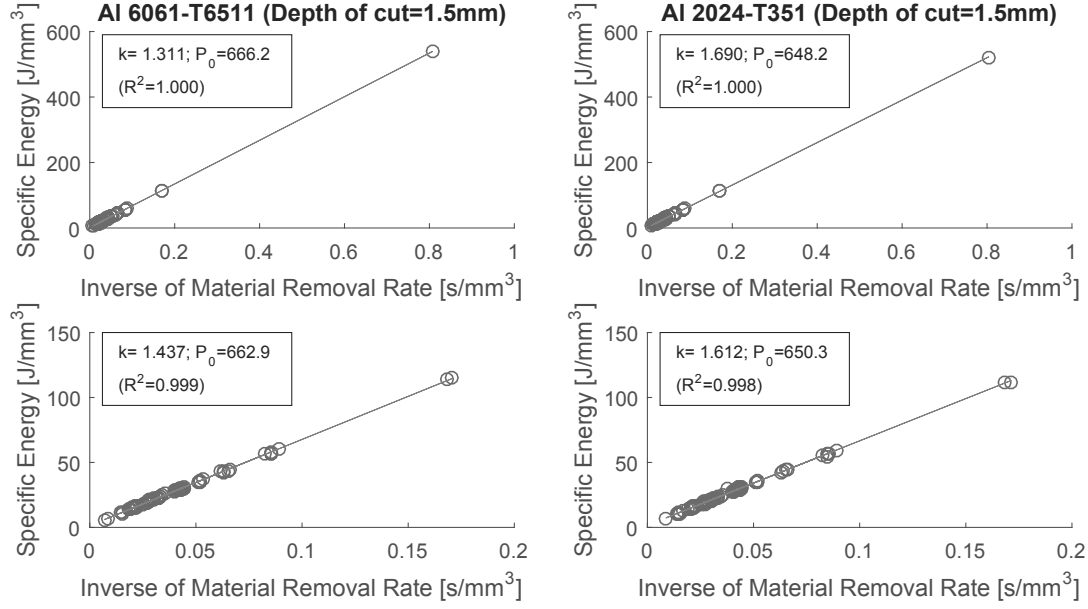 Al 6061-T6511 (Depth of cut=1.5mm)
Specific Energy [J/mm³]
600
400
200
0
k= 1.311; P₀=666.2
(R²=1.000)
0 0.2 0.4 0.6 0.8 1
Inverse of Material Removal Rate [s/mm³]
Al 2024-T351 (Depth of cut=1.5mm)
Specific Energy [J/mm³]
600
400
200
0
k= 1.690; P₀=648.2
(R²=1.000)
0 0.2 0.4 0.6 0.8 1
Inverse of Material Removal Rate [s/mm³]
Specific Energy [J/mm³]
150
100
50
0
k= 1.437; P₀=662.9
(R²=0.999)
0 0.05 0.1 0.15 0.2
Inverse of Material Removal Rate [s/mm³]
Specific Energy [J/mm³]
150
100
50
0
k= 1.612; P₀=650.3
(R²=0.998)
0 0.05 0.1 0.15 0.2
Inverse of Material Removal Rate [s/mm³]